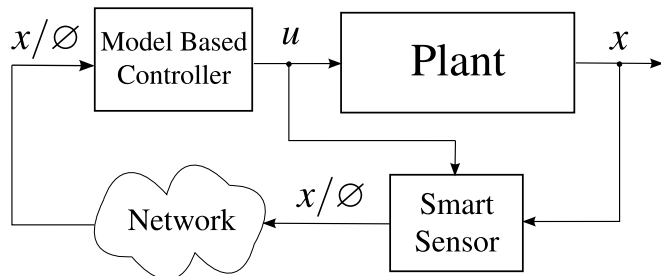 x/∅
Model Based
Controller
u
Plant
x
Network
x/∅
Smart
Sensor